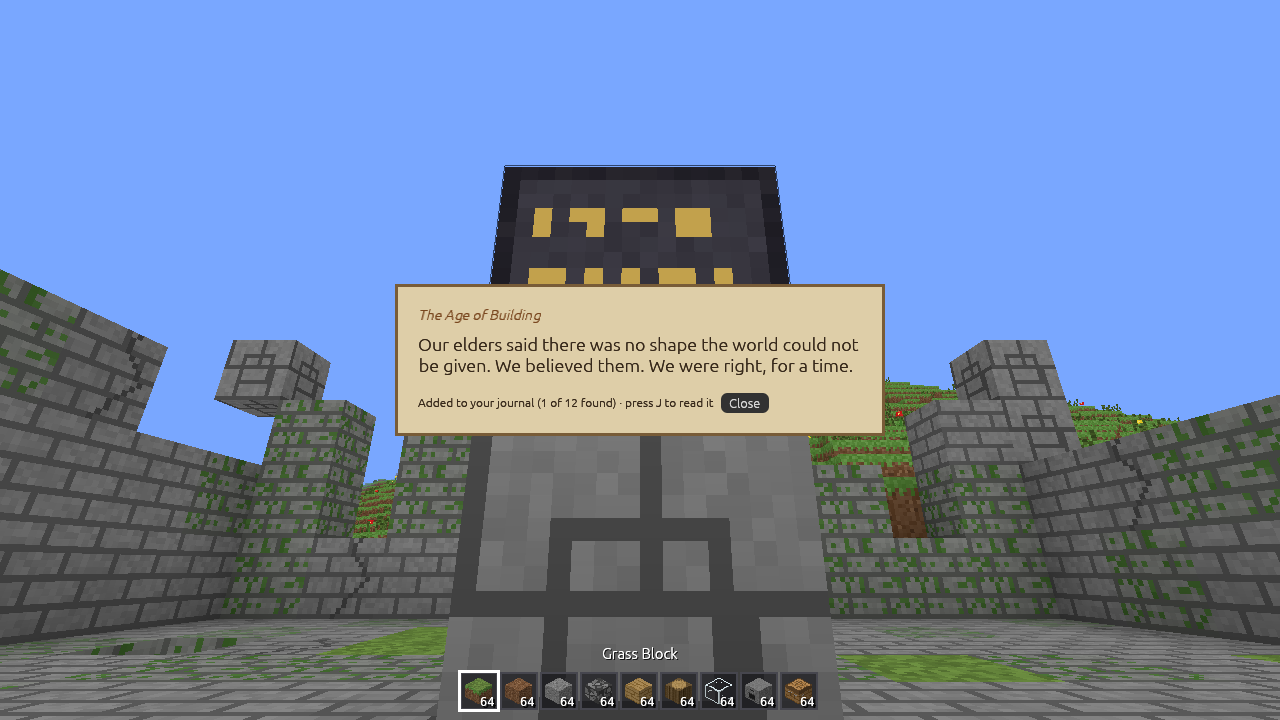 The Age of Building
Our elders said there was no shape the world could not
be given. We believed them. We were right, for a time.
Added to your journal (1 of 12 found) · press J to read it Close
Grass Block
64 64 64 64 64 64 64 64 64